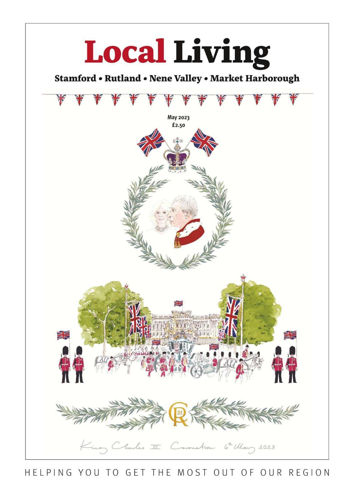 Local Living
Stamford • Rutland • Nene Valley • Market Harborough
May 2023
£2.50
King Charles III Coronation 6th May 2023
HELPING YOU TO GET THE MOST OUT OF OUR REGION